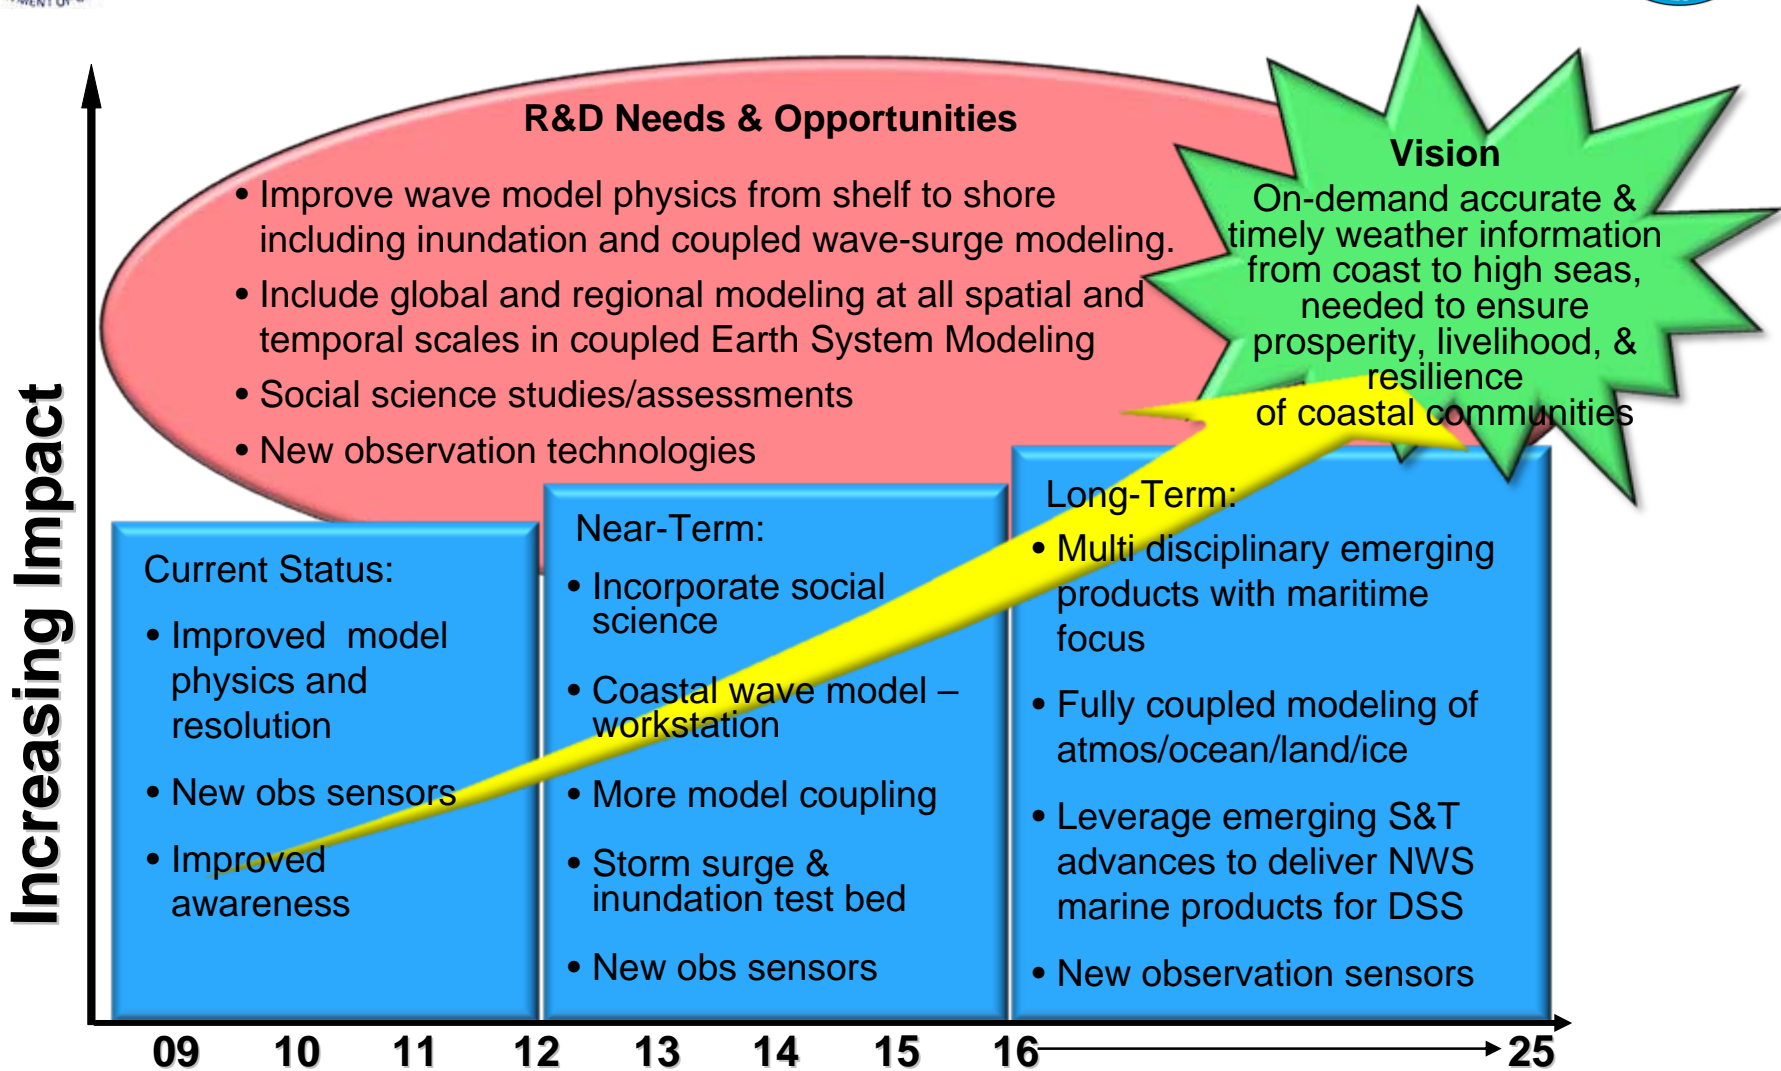 R&D Needs & Opportunities
• Improve wave model physics from shelf to shore
including inundation and coupled wave-surge modeling.
• Include global and regional modeling at all spatial and
temporal scales in coupled Earth System Modeling
• Social science studies/assessments
• New observation technologies
Vision
On-demand accurate &
timely weather information
from coast to high seas,
needed to ensure
prosperity, livelihood, &
resilience
of coastal communities
Increasing Impact
Current Status:
• Improved model
physics and
resolution
• New obs sensors
• Improved
awareness
Near-Term:
• Incorporate social
science
• Coastal wave model –
workstation
• More model coupling
• Storm surge &
inundation test bed
• New obs sensors
Long-Term:
• Multi disciplinary emerging
products with maritime
focus
• Fully coupled modeling of
atmos/ocean/land/ice
• Leverage emerging S&T
advances to deliver NWS
marine products for DSS
• New observation sensors
09 10 11 12 13 14 15 16 25